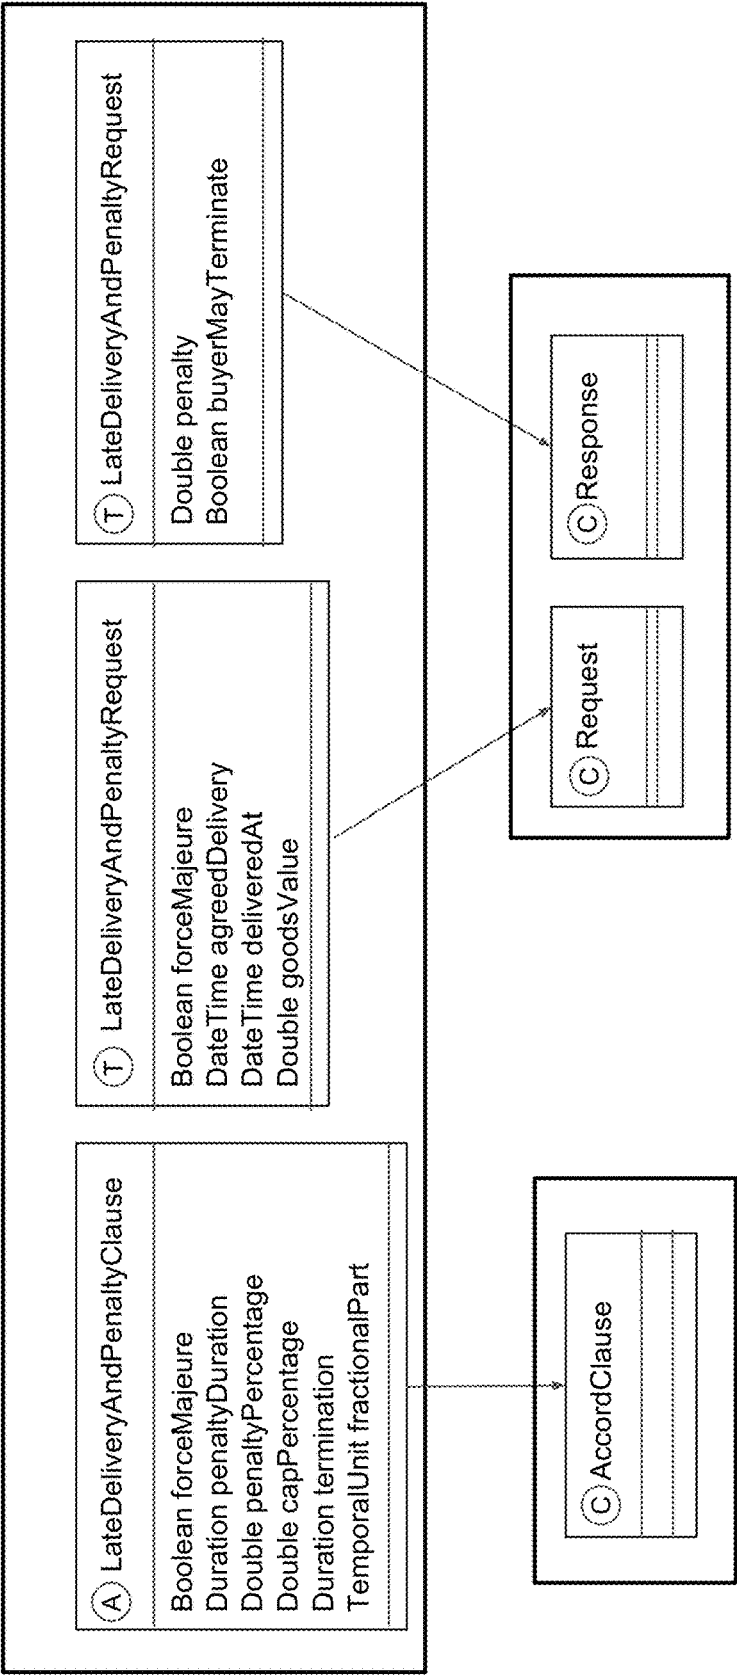 A LateDeliveryAndPenaltyClause
Boolean forceMajeure
Duration penaltyDuration
Double penaltyPercentage
Double capPercentage
Duration termination
TemporalUnit fractionalPart
T LateDeliveryAndPenaltyRequest
Boolean forceMajeure
DateTime agreedDelivery
DateTime deliveredAt
Double goodsValue
T LateDeliveryAndPenaltyRequest
Double penalty
Boolean buyerMayTerminate
C AccordClause
C Request
C Response